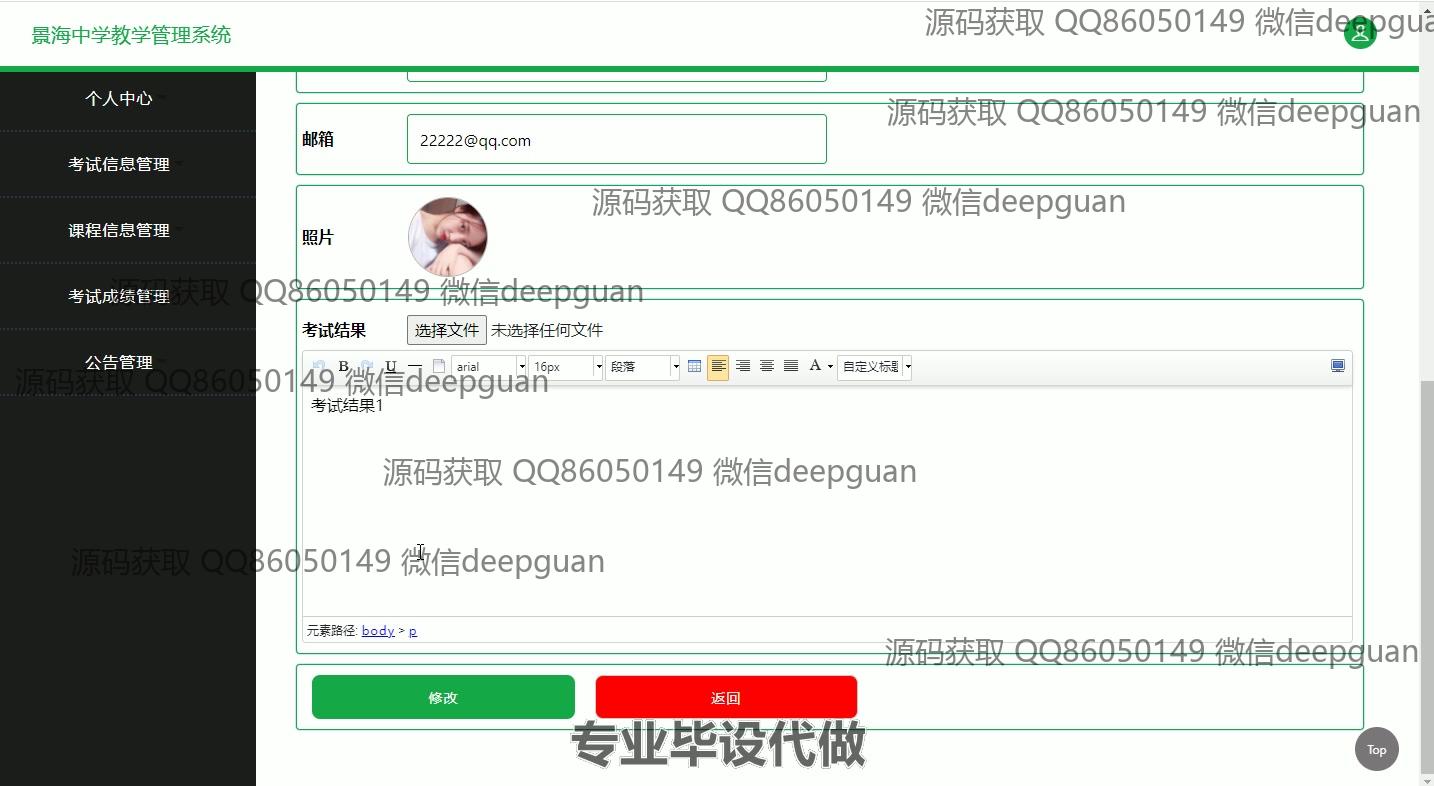 景海中学教学管理系统
源码获取 QQ86050149 微信deepgua
个人中心
源码获取 QQ86050149 微信deepguan
邮箱
22222@qq.com
考试信息管理
源码获取 QQ86050149 微信deepguan
课程信息管理
照片
考试成绩管理
源码获取 QQ86050149 微信deepguan
考试结果 选择文件 未选择任何文件
公告管理
B U arial 16px 段落 A 自定义标题
源码获取 QQ86050149 微信deepguan
考试结果1
源码获取 QQ86050149 微信deepguan
源码获取 QQ86050149 微信deepguan
元素路径: body > p
源码获取 QQ86050149 微信deepguan
修改 返回
专业毕设代做
Top